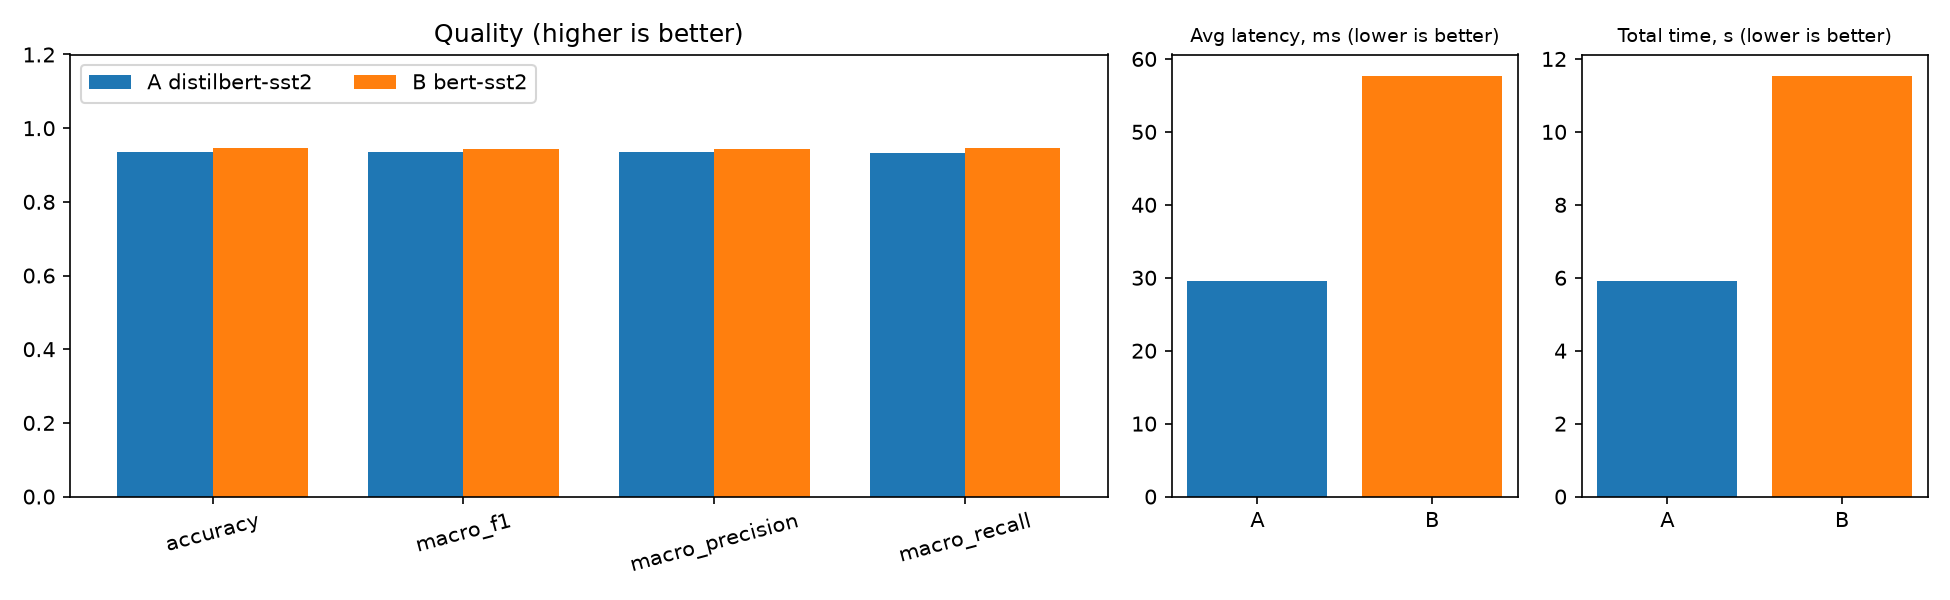 Quality (higher is better)
1.2
1.0
0.8
0.6
0.4
0.2
0.0
A distilbert-sst2
B bert-sst2
accuracy
macro_f1
macro_precision
macro_recall
Avg latency, ms (lower is better)
60
50
40
30
20
10
0
A
B
Total time, s (lower is better)
12
10
8
6
4
2
0
A
B